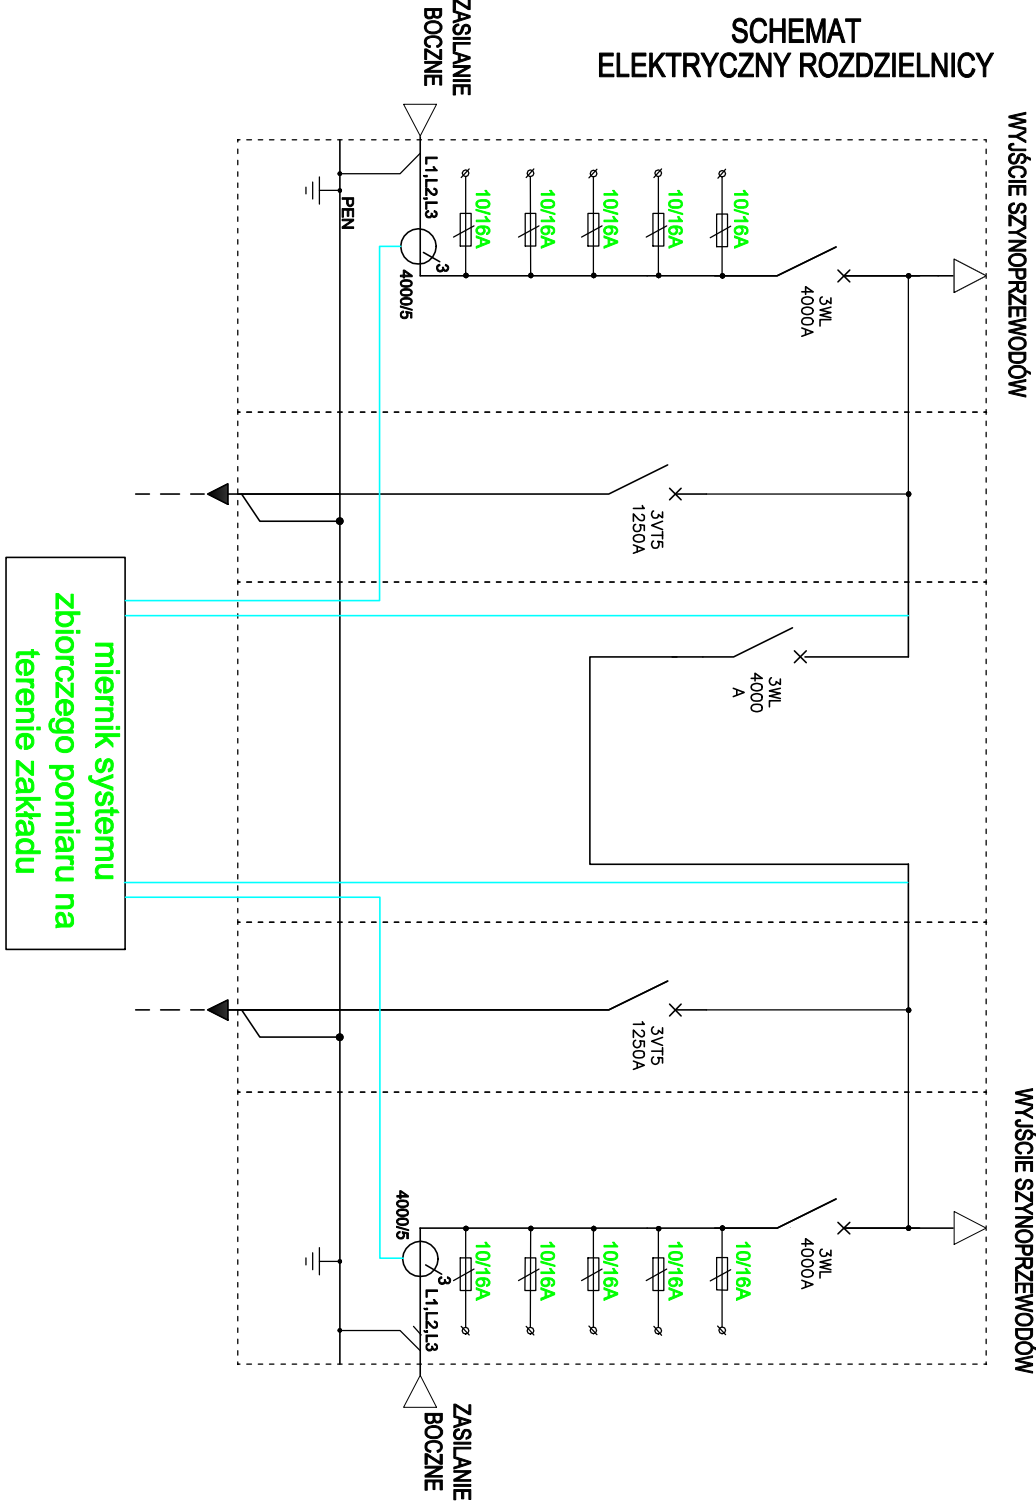 SCHEMAT
ELEKTRYCZNY ROZDZIELNICY
ZASILANIE
BOCZNE
WYJŚCIE SZYNOPRZEWODÓW
L1,L2,L3
PEN
3
4000/5
10/16A
10/16A
10/16A
10/16A
10/16A
3WL
4000A
3VT5
1250A
3WL
4000
A
miernik systemu
zbiorczego pomiaru na
terenie zakładu
3VT5
1250A
WYJŚCIE SZYNOPRZEWODÓW
3WL
4000A
10/16A
10/16A
10/16A
10/16A
10/16A
4000/5
3
L1,L2,L3
ZASILANIE
BOCZNE